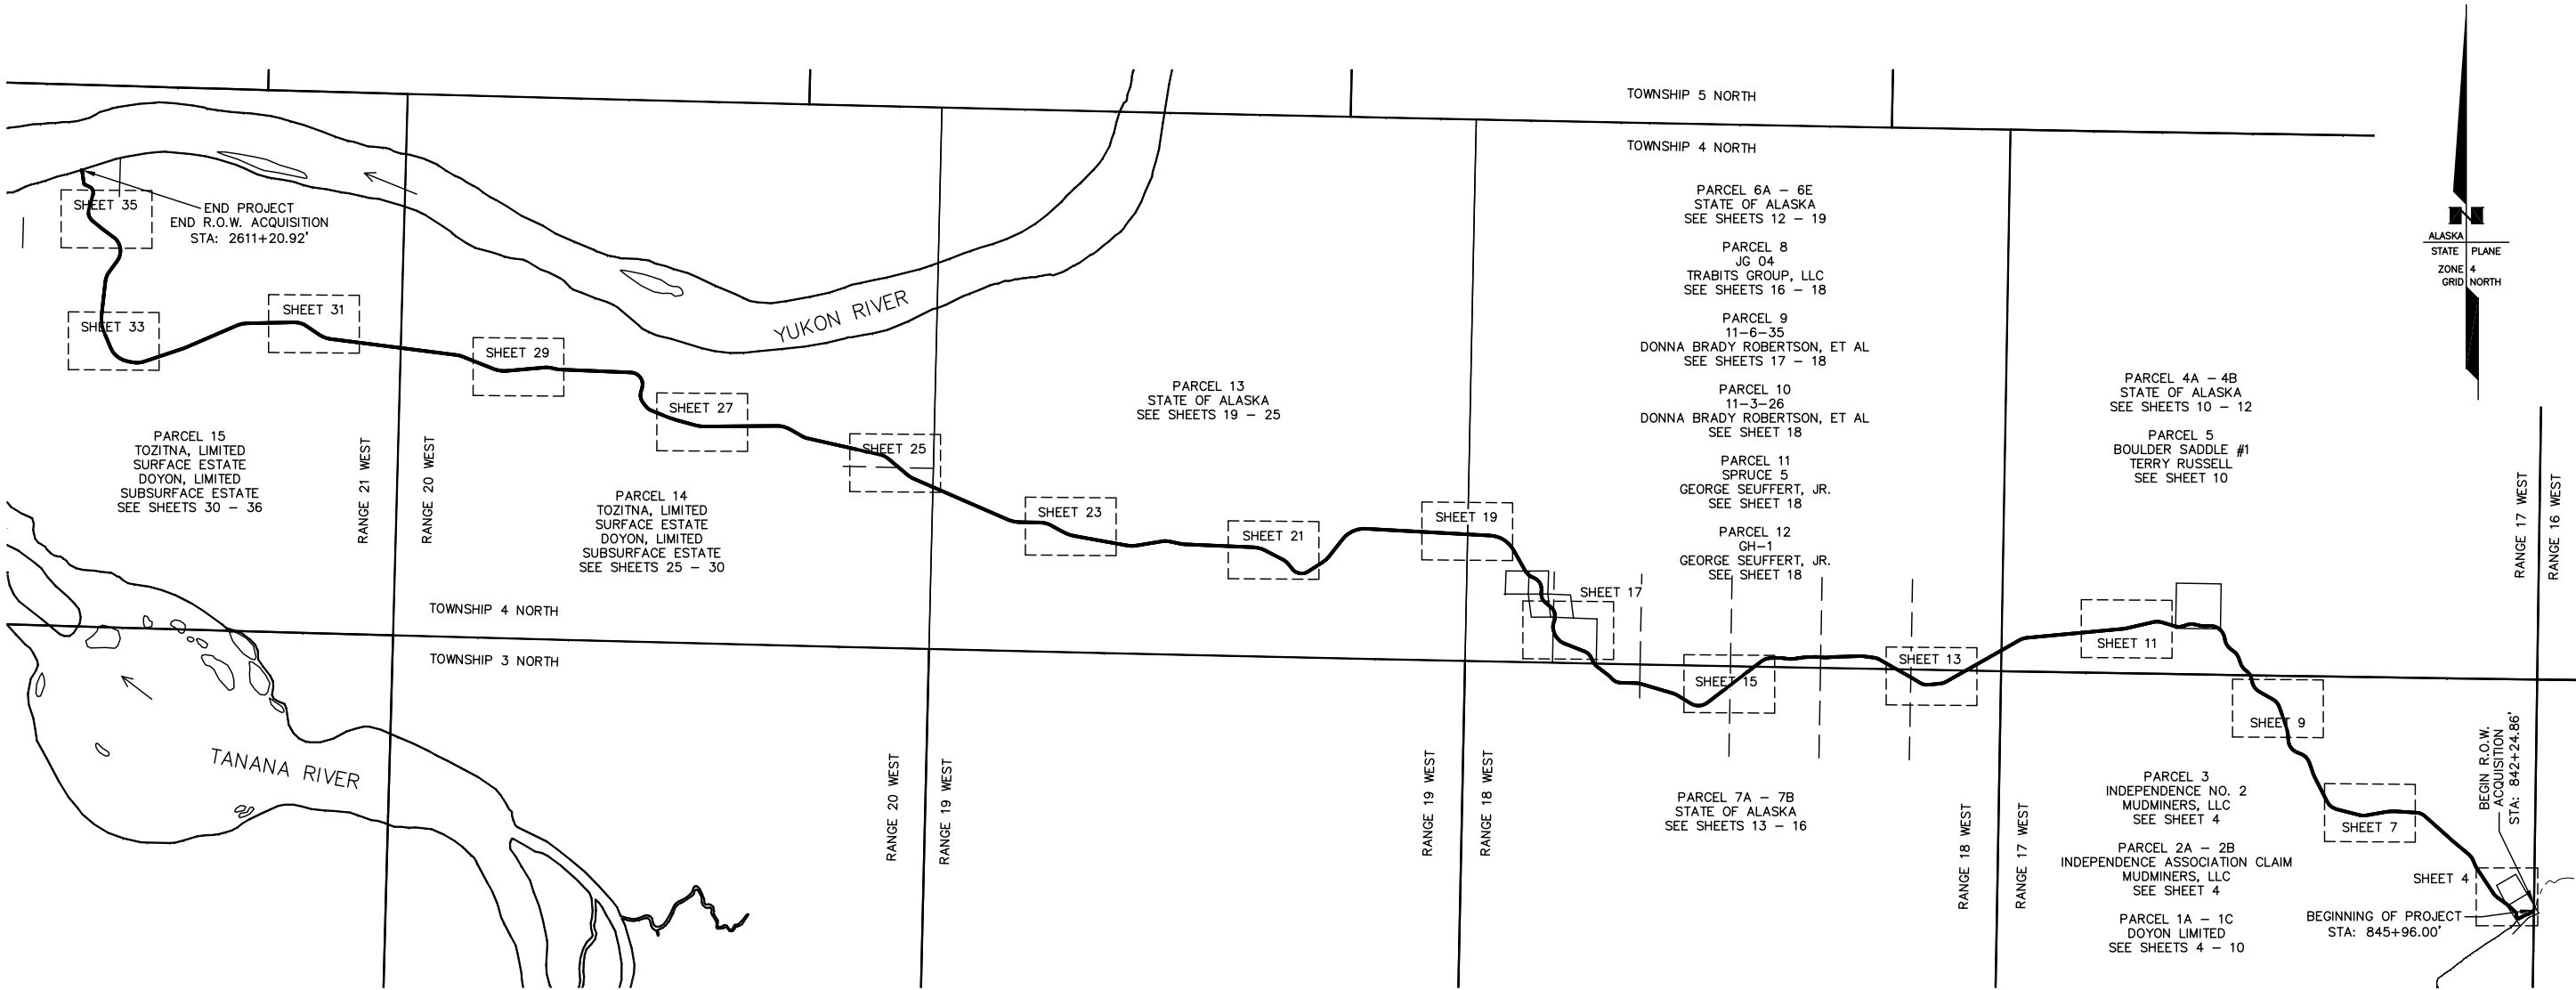 TOWNSHIP 5 NORTH
TOWNSHIP 4 NORTH
PARCEL 6A - 6E
STATE OF ALASKA
SEE SHEETS 12 - 19
PARCEL 8
JG 04
TRABITS GROUP, LLC
SEE SHEETS 16 - 18
PARCEL 9
11-6-35
DONNA BRADY ROBERTSON, ET AL
SEE SHEETS 17 - 18
PARCEL 10
11-3-26
DONNA BRADY ROBERTSON, ET AL
SEE SHEET 18
PARCEL 11
SPRUCE 5
GEORGE SEUFFERT, JR.
SEE SHEET 18
PARCEL 12
GH-1
GEORGE SEUFFERT, JR.
SEE SHEET 18
N
ALASKA
STATE PLANE
ZONE 4
GRID NORTH
SHEET 35
END PROJECT
END R.O.W. ACQUISITION
STA: 2611+20.92'
SHEET 33
SHEET 31
SHEET 29
YUKON RIVER
SHEET 27
SHEET 25
PARCEL 13
STATE OF ALASKA
SEE SHEETS 19 - 25
PARCEL 4A - 4B
STATE OF ALASKA
SEE SHEETS 10 - 12
PARCEL 5
BOULDER SADDLE #1
TERRY RUSSELL
SEE SHEET 10
PARCEL 15
TOZITNA, LIMITED
SURFACE ESTATE
DOYON, LIMITED
SUBSURFACE ESTATE
SEE SHEETS 30 - 36
RANGE 21 WEST
RANGE 20 WEST
PARCEL 14
TOZITNA, LIMITED
SURFACE ESTATE
DOYON, LIMITED
SUBSURFACE ESTATE
SEE SHEETS 25 - 30
SHEET 23
SHEET 21
SHEET 19
SHEET 17
RANGE 17 WEST
RANGE 16 WEST
TOWNSHIP 4 NORTH
TOWNSHIP 3 NORTH
SHEET 15
SHEET 13
SHEET 11
SHEET 9
TANANA RIVER
RANGE 20 WEST
RANGE 19 WEST
RANGE 19 WEST
RANGE 18 WEST
PARCEL 7A - 7B
STATE OF ALASKA
SEE SHEETS 13 - 16
RANGE 18 WEST
RANGE 17 WEST
PARCEL 3
INDEPENDENCE NO. 2
MUDMINERS, LLC
SEE SHEET 4
PARCEL 2A - 2B
INDEPENDENCE ASSOCIATION CLAIM
MUDMINERS, LLC
SEE SHEET 4
PARCEL 1A - 1C
DOYON LIMITED
SEE SHEETS 4 - 10
SHEET 7
BEGIN R.O.W.
ACQUISITION
STA: 842+24.86'
SHEET 4
BEGINNING OF PROJECT
STA: 845+96.00'